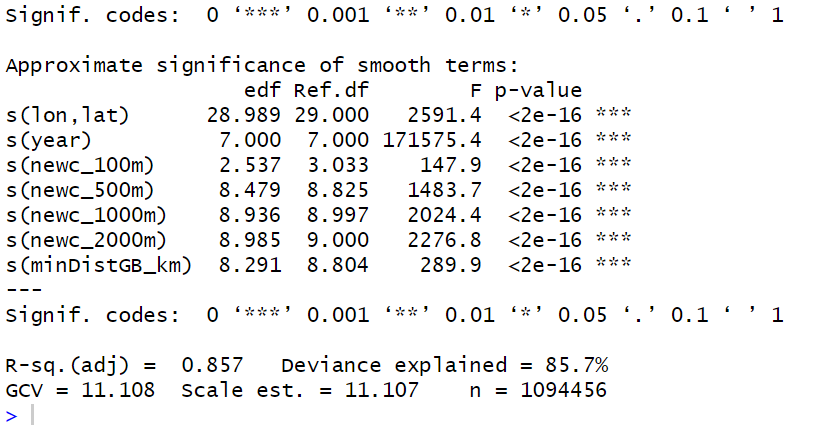 Signif. codes:  0 ‘***’ 0.001 ‘**’ 0.01 ‘*’ 0.05 ‘.’ 0.1 ‘ ’ 1
Approximate significance of smooth terms:
                  edf Ref.df        F p-value
s(lon,lat)     28.989 29.000   2591.4  <2e-16 ***
s(year)         7.000  7.000 171575.4  <2e-16 ***
s(newc_100m)    2.537  3.033    147.9  <2e-16 ***
s(newc_500m)    8.479  8.825   1483.7  <2e-16 ***
s(newc_1000m)   8.936  8.997   2024.4  <2e-16 ***
s(newc_2000m)   8.985  9.000   2276.8  <2e-16 ***
s(minDistGB_km) 8.291  8.804    289.9  <2e-16 ***
---
Signif. codes:  0 ‘***’ 0.001 ‘**’ 0.01 ‘*’ 0.05 ‘.’ 0.1 ‘ ’ 1
R-sq.(adj) =  0.857   Deviance explained = 85.7%
GCV = 11.108  Scale est. = 11.107    n = 1094456
>